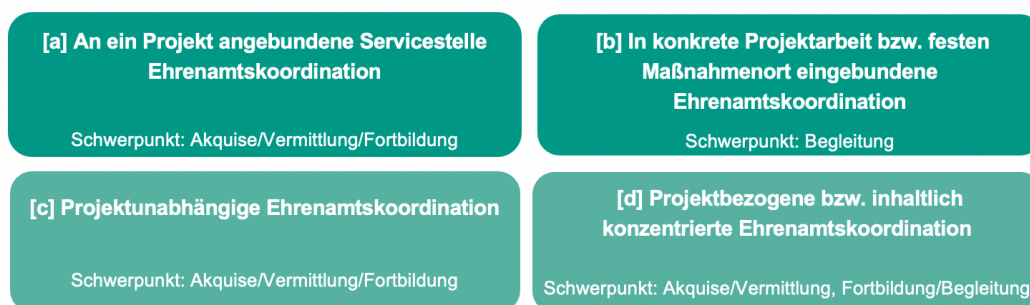 [a] An ein Projekt angebundene Servicestelle
Ehrenamtskoordination
Schwerpunkt: Akquise/Vermittlung/Fortbildung
[b] In konkrete Projektarbeit bzw. festen
Maßnahmenort eingebundene
Ehrenamtskoordination
Schwerpunkt: Begleitung
[c] Projektunabhängige Ehrenamtskoordination
Schwerpunkt: Akquise/Vermittlung/Fortbildung
[d] Projektbezogene bzw. inhaltlich
konzentrierte Ehrenamtskoordination
Schwerpunkt: Akquise/Vermittlung, Fortbildung/Begleitung